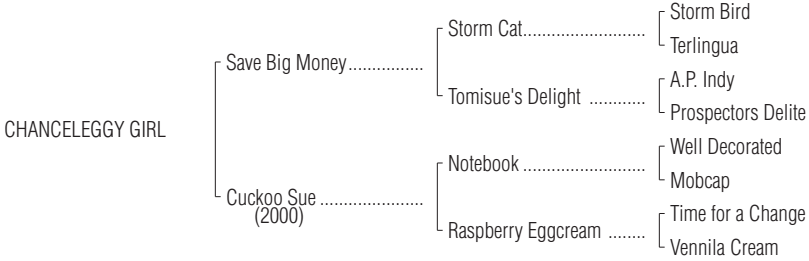 Storm Bird
Storm Cat..........................
Terlingua
Save Big Money................
A.P. Indy
Tomisue's Delight ............
Prospectors Delite
CHANCELEGGY GIRL
Well Decorated
Notebook ..........................
Mobcap
Cuckoo Sue ......................
(2000)
Time for a Change
Raspberry Eggcream ........
Vennila Cream